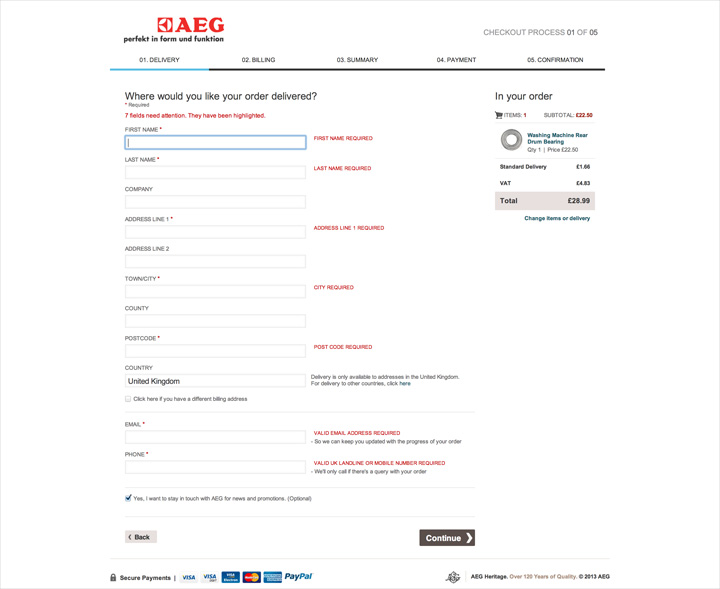 AEG
perfekt in form und funktion
CHECKOUT PROCESS 01 OF 05
01. DELIVERY 02. BILLING 03. SUMMARY 04. PAYMENT 05. CONFIRMATION
Where would you like your order delivered?
* Required
7 fields need attention. They have been highlighted.
FIRST NAME *
FIRST NAME REQUIRED
LAST NAME *
LAST NAME REQUIRED
COMPANY
ADDRESS LINE 1 *
ADDRESS LINE 1 REQUIRED
ADDRESS LINE 2
TOWN/CITY *
CITY REQUIRED
COUNTY
POSTCODE *
POST CODE REQUIRED
COUNTRY
United Kingdom
Delivery is only available to addresses in the United Kingdom.
For delivery to other countries, click here
Click here if you have a different billing address
EMAIL *
VALID EMAIL ADDRESS REQUIRED
- So we can keep you updated with the progress of your order
PHONE *
VALID UK LANDLINE OR MOBILE NUMBER REQUIRED
- We'll only call if there's a query with your order
Yes, I want to stay in touch with AEG for news and promotions. (Optional)
Back
Continue
In your order
ITEMS: 1 SUBTOTAL: £22.50
Washing Machine Rear
Drum Bearing
Qty 1 | Price £22.50
Standard Delivery £1.66
VAT £4.83
Total £28.99
Change items or delivery
Secure Payments | VISA VISA VISA MasterCard PayPal
AEG Heritage. Over 120 Years of Quality. © 2013 AEG